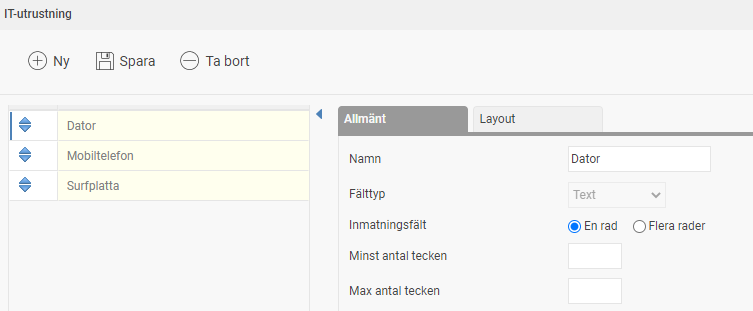 IT-utrustning
Ny Spara Ta bort
Dator
Mobiltelefon
Surfplatta
Allmänt Layout
Namn Dator
Fälttyp Text
Inmatningsfält En rad Flera rader
Minst antal tecken
Max antal tecken